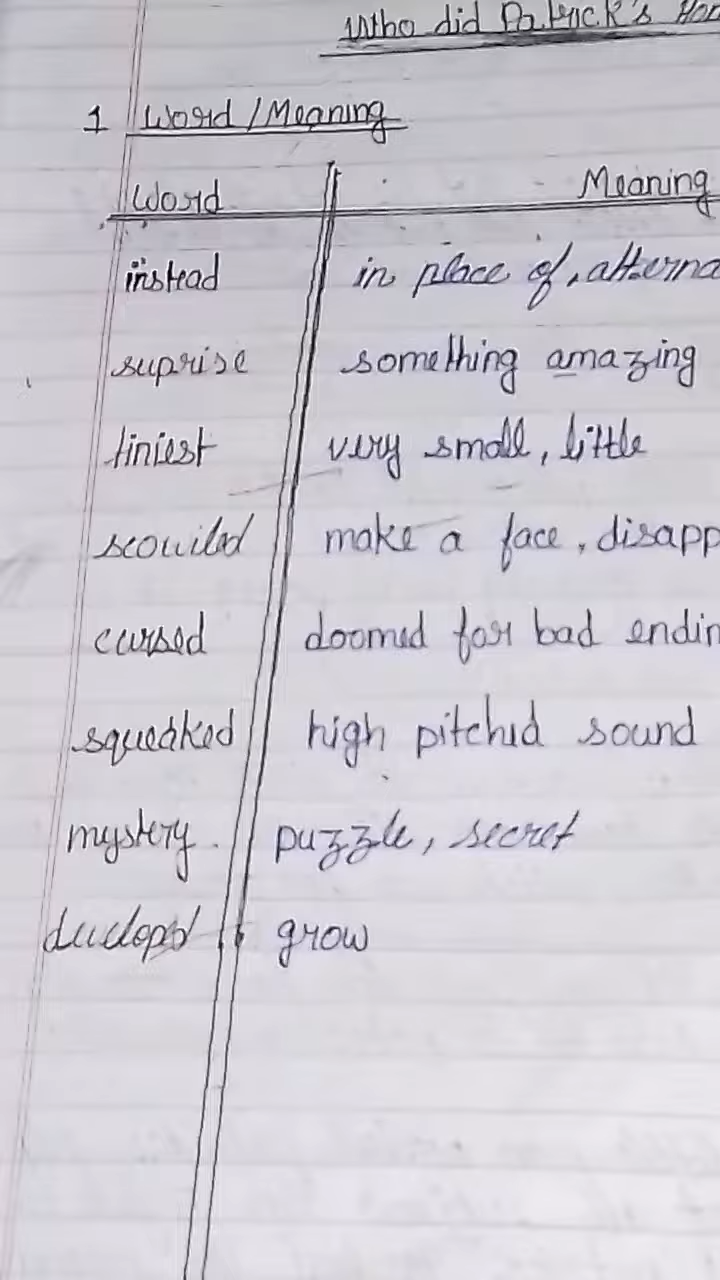 Who did Patrick's Hom
1 Word/Meaning
Word Meaning
instead in place of, alterna
suprise something amazing
tiniest very small, little
scowled make a face, disapp
cursed doomed for bad endin
squeaked high pitched sound
mystery. puzzle, secret
developed grow